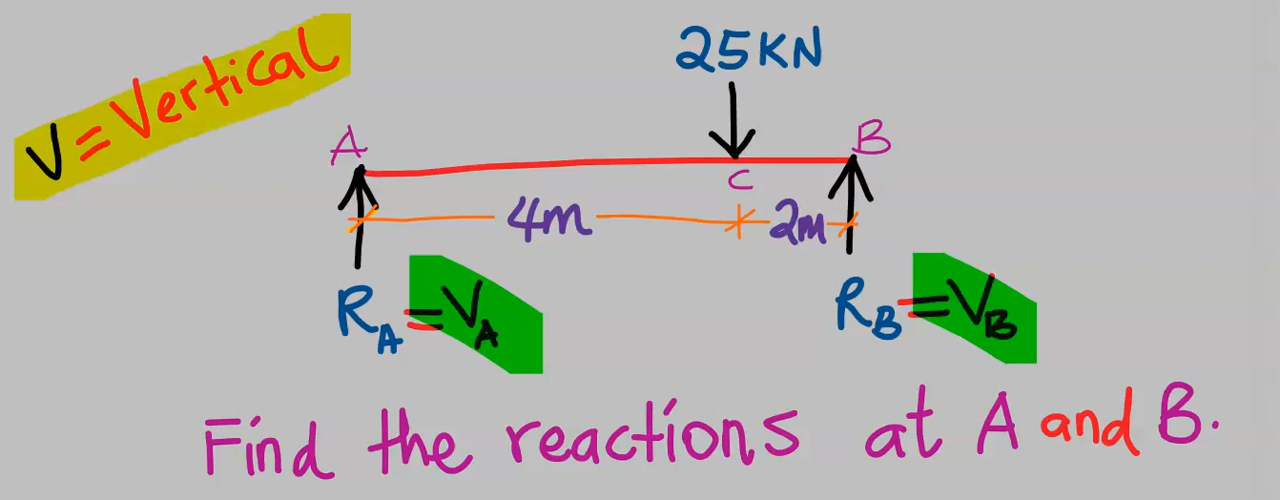 V = Vertical
25KN
A
B
C
4m
2m
RA = VA
RB = VB
Find the reactions at A and B.